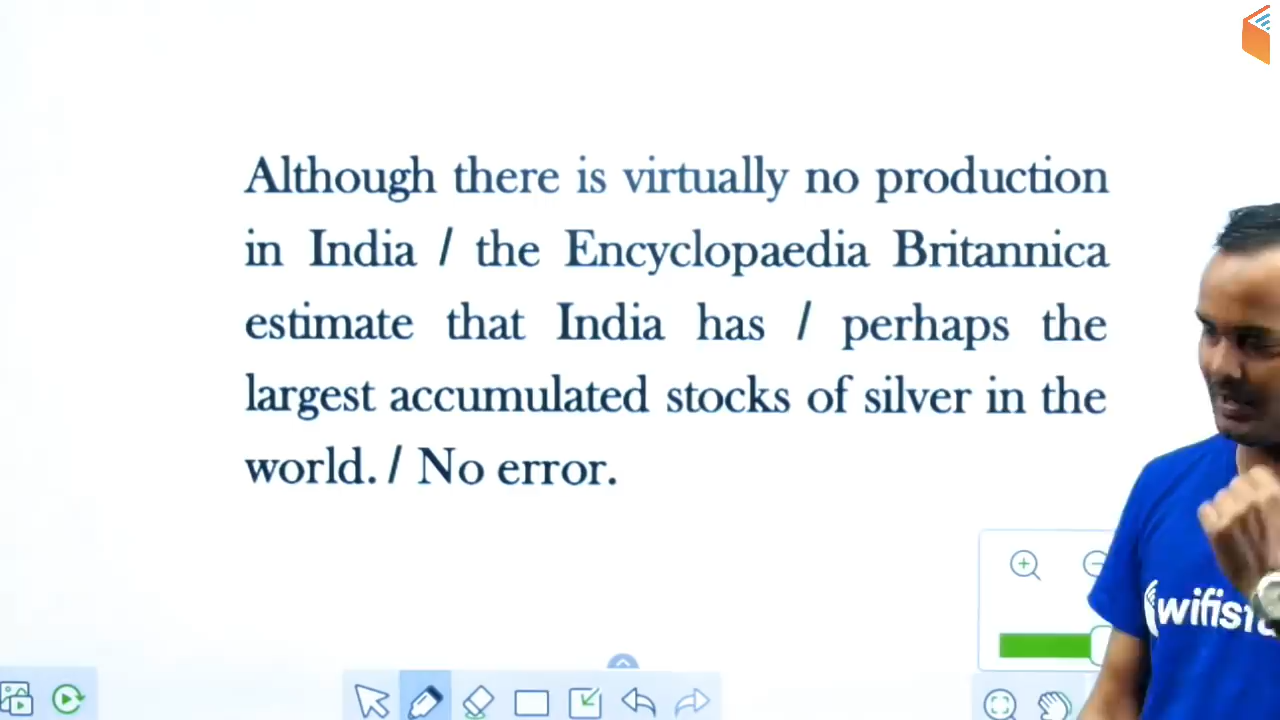 Although there is virtually no production
in India / the Encyclopaedia Britannica
estimate that India has / perhaps the
largest accumulated stocks of silver in the
world. / No error.